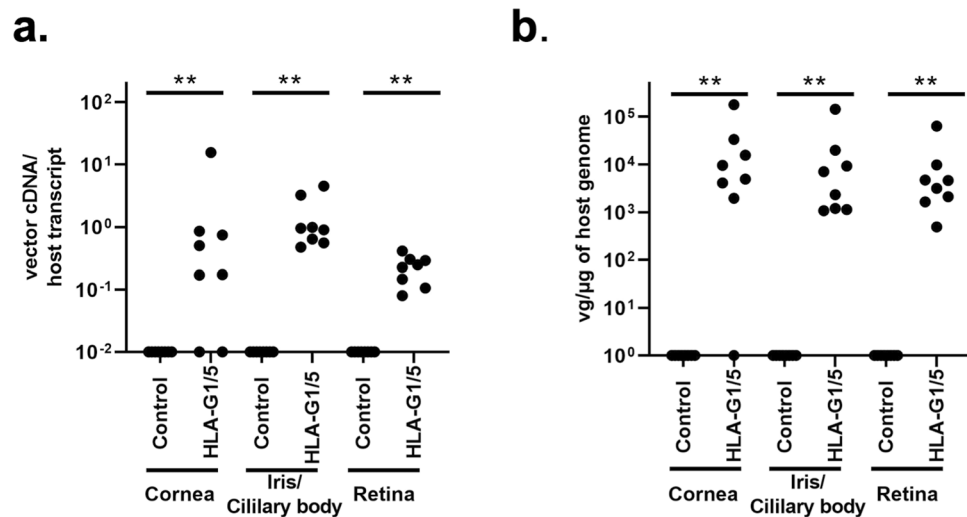 a.
**
**
**
vector cDNA/
host transcript
10²
10¹
10⁰
10⁻¹
10⁻²
Control
HLA-G1/5
Control
HLA-G1/5
Control
HLA-G1/5
Cornea
Iris/
Cililary body
Retina
b.
**
**
**
vg/µg of host genome
10⁵
10⁴
10³
10²
10¹
10⁰
Control
HLA-G1/5
Control
HLA-G1/5
Control
HLA-G1/5
Cornea
Iris/
Cililary body
Retina